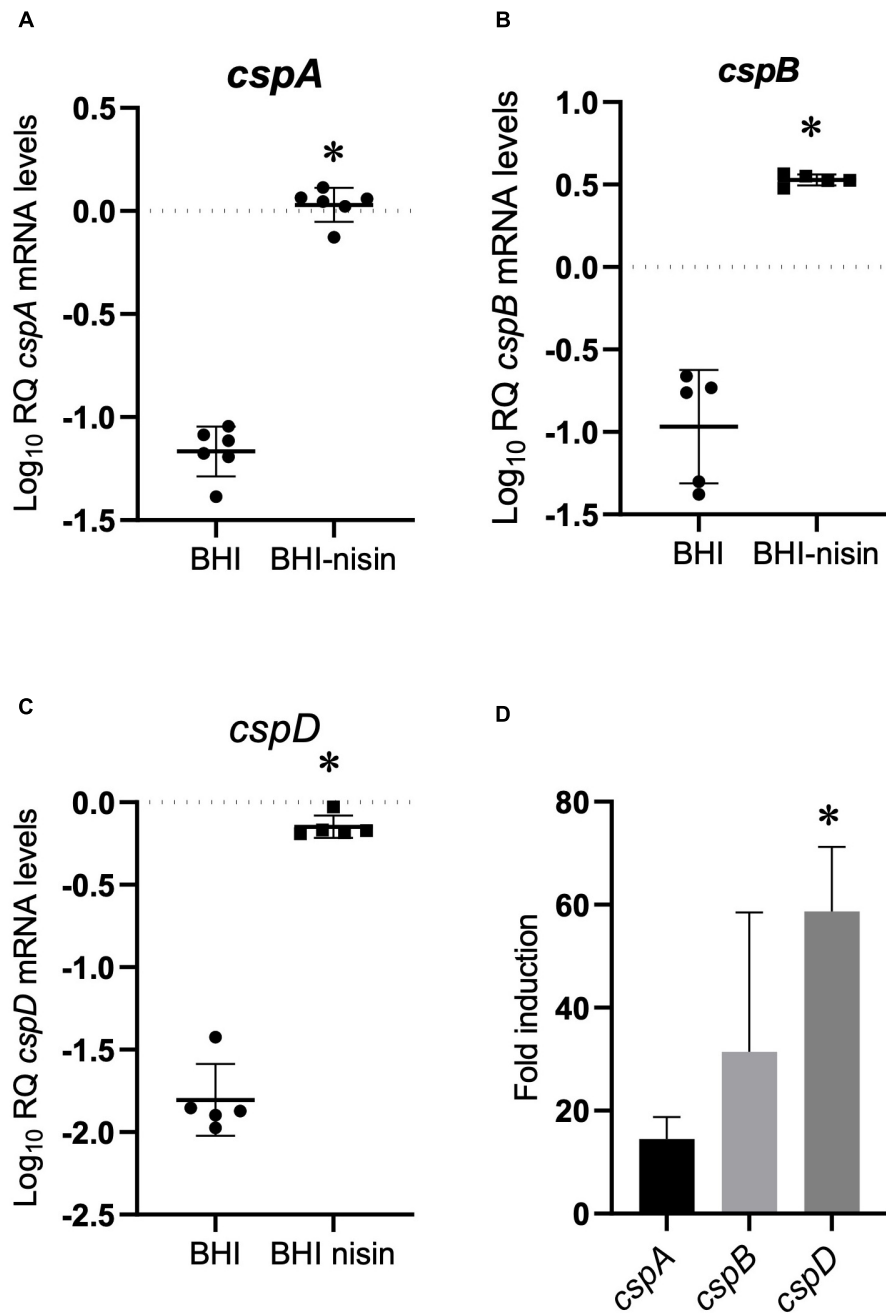 A
cspA
Log10 RQ cspA mRNA levels
0.5
0.0
-0.5
-1.0
-1.5
*
BHI BHI-nisin
B
cspB
Log10 RQ cspB mRNA levels
1.0
0.5
0.0
-0.5
-1.0
-1.5
*
BHI BHI-nisin
C
cspD
Log10 RQ cspD mRNA levels
0.0
-0.5
-1.0
-1.5
-2.0
-2.5
*
BHI BHI nisin
D
Fold induction
80
60
40
20
0
*
cspA cspB cspD